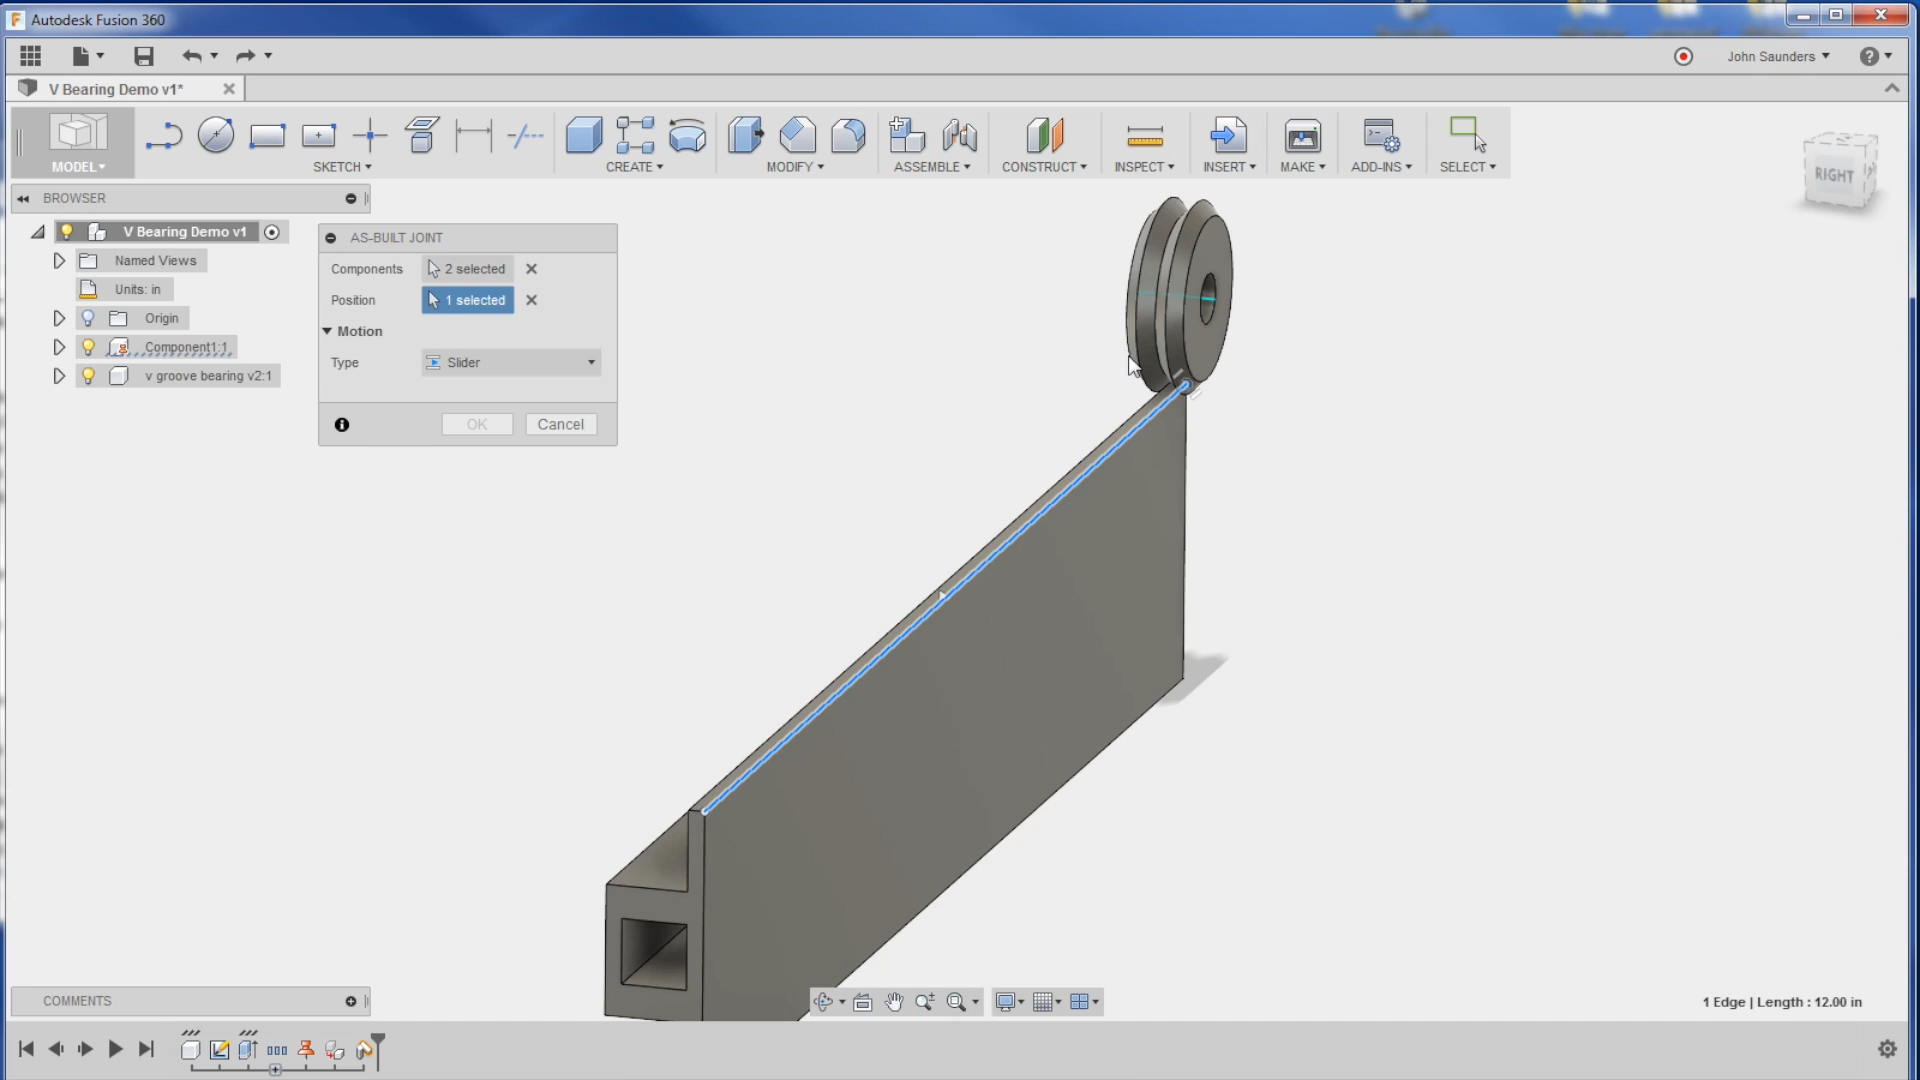 Autodesk Fusion 360
John Saunders
V Bearing Demo v1*
MODEL
SKETCH
CREATE
MODIFY
ASSEMBLE
CONSTRUCT
INSPECT
INSERT
MAKE
ADD-INS
SELECT
RIGHT
BROWSER
V Bearing Demo v1
Named Views
Units: in
Origin
Component1:1
v groove bearing v2:1
AS-BUILT JOINT
Components 2 selected
Position 1 selected
Motion
Type Slider
OK Cancel
COMMENTS
1 Edge | Length : 12.00 in